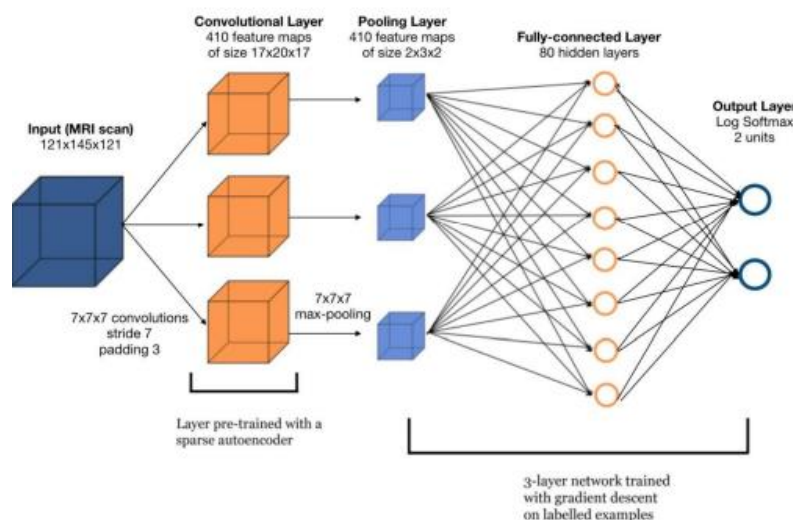 Convolutional Layer
410 feature maps
of size 17x20x17
Pooling Layer
410 feature maps
of size 2x3x2
Fully-connected Layer
80 hidden layers
Output Layer
Log Softmax
2 units
Input (MRI scan)
121x145x121
7x7x7 convolutions
stride 7
padding 3
7x7x7
max-pooling
Layer pre-trained with a
sparse autoencoder
3-layer network trained
with gradient descent
on labelled examples